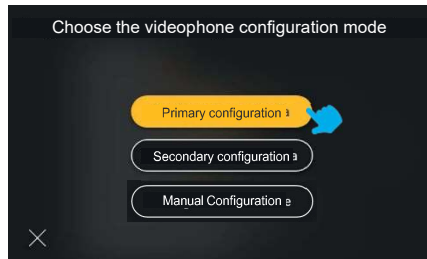 Choose the videophone configuration mode
Primary configuration
Secondary configuration
Manual Configuration